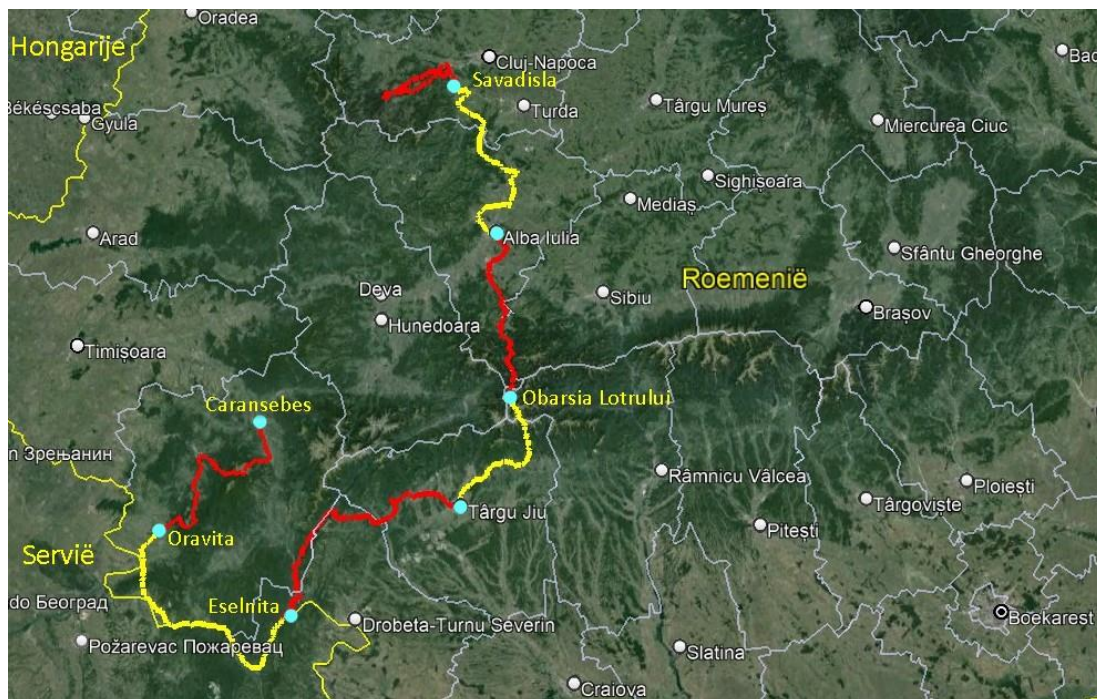 Oradea
Hongarije
Cluj-Napoca
Savadisla
Békéscsaba
Gyula
Turda
Târgu Mureș
Miercurea Ciuc
Sighișoara
Mediaș
Arad
Alba Iulia
Sfântu Gheorghe
Deva
Sibiu
Roemenië
Hunedoara
Brașov
Timișoara
Obarsia Lotrului
Caransebes
n Зрењанин
Râmnicu Vâlcea
Ploiești
Târgoviște
Târgu Jiu
Pitești
Oravita
Servië
do Београд
Eselnita
Drobeta-Turnu Severin
Boekarest
Požarevac Пожаревац
Slatina
Craiova